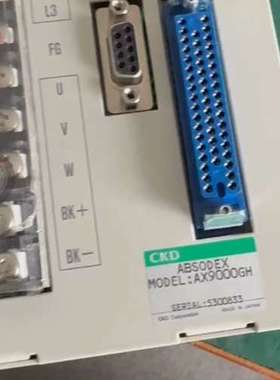 L3
FG
U
V
W
BK+
BK-
CKD
ABSODEX
MODEL:AX9000GH
SERIAL:5300833
CKD Corporation MADE IN JAPAN